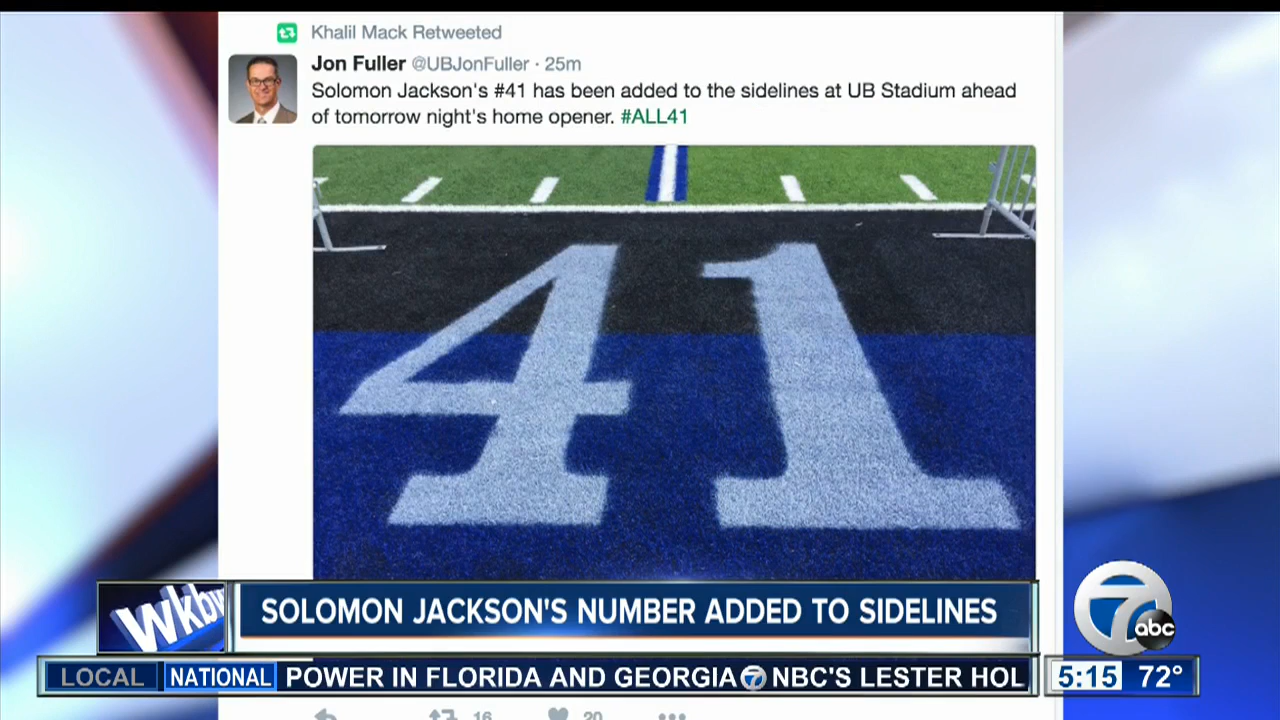 Khalil Mack Retweeted
Jon Fuller @UBJonFuller · 25m
Solomon Jackson's #41 has been added to the sidelines at UB Stadium ahead
of tomorrow night's home opener. #ALL41
41
wkbw
SOLOMON JACKSON'S NUMBER ADDED TO SIDELINES
7
abc
LOCAL NATIONAL POWER IN FLORIDA AND GEORGIA 7 NBC'S LESTER HOL 5:15 72°
16 20